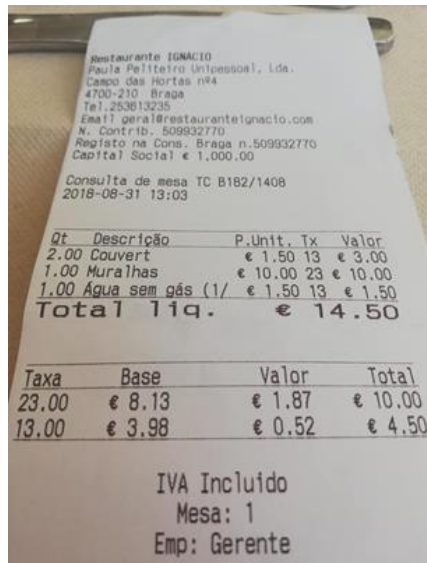 Restaurante IGNACIO
Paula Peliteiro Unipessoal, Lda.
Campo das Hortas nº4
4700-210 Braga
Tel.253613235
Email geral@restauranteignacio.com
N. Contrib. 509932770
Registo na Cons. Braga n.509932770
Capital Social € 1,000.00
Consulta de mesa TC B182/1408
2018-08-31 13:03
Qt Descrição P.Unit. Tx Valor
2.00 Couvert € 1.50 13 € 3.00
1.00 Muralhas € 10.00 23 € 10.00
1.00 Água sem gás (1/ € 1.50 13 € 1.50
Total liq. € 14.50
Taxa Base Valor Total
23.00 € 8.13 € 1.87 € 10.00
13.00 € 3.98 € 0.52 € 4.50
IVA Incluido
Mesa: 1
Emp: Gerente